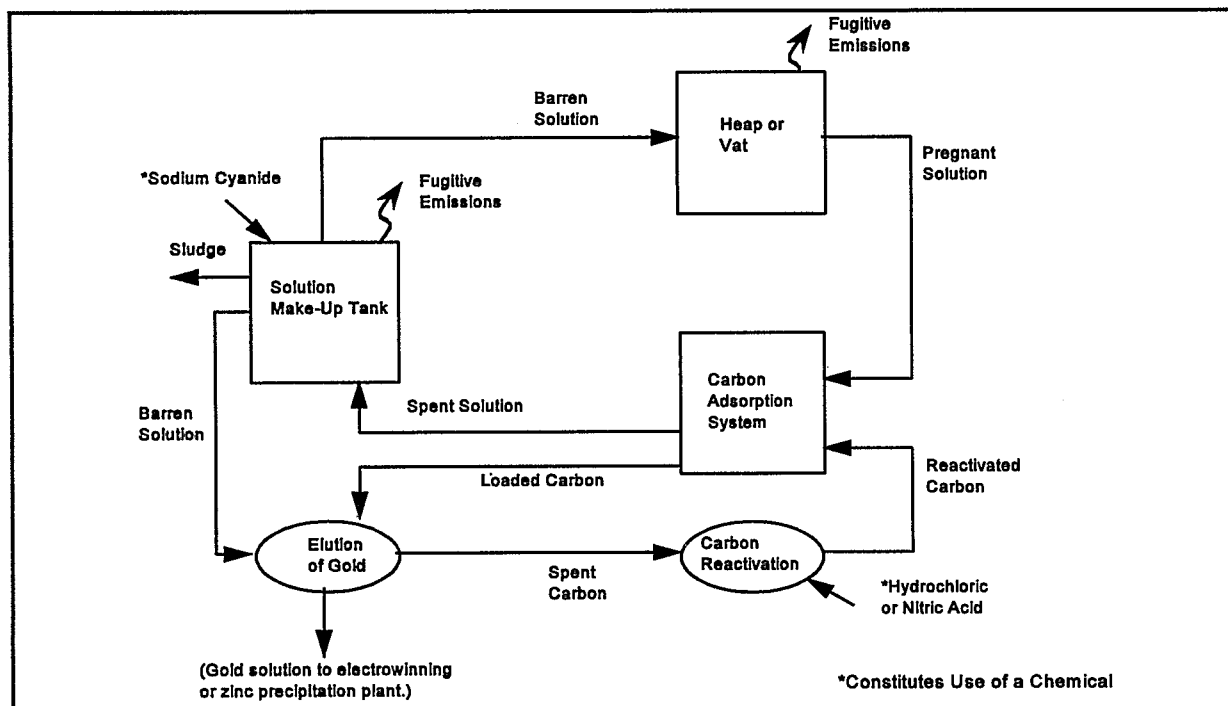 Fugitive
Emissions
Barren
Solution
Heap or
Vat
Pregnant
Solution
*Sodium Cyanide
Fugitive
Emissions
Sludge
Solution
Make-Up Tank
Carbon
Adsorption
System
Spent Solution
Barren
Solution
Reactivated
Carbon
Loaded Carbon
Elution
of Gold
Carbon
Reactivation
Spent
Carbon
*Hydrochloric
or Nitric Acid
(Gold solution to electrowinning
or zinc precipitation plant.)
*Constitutes Use of a Chemical